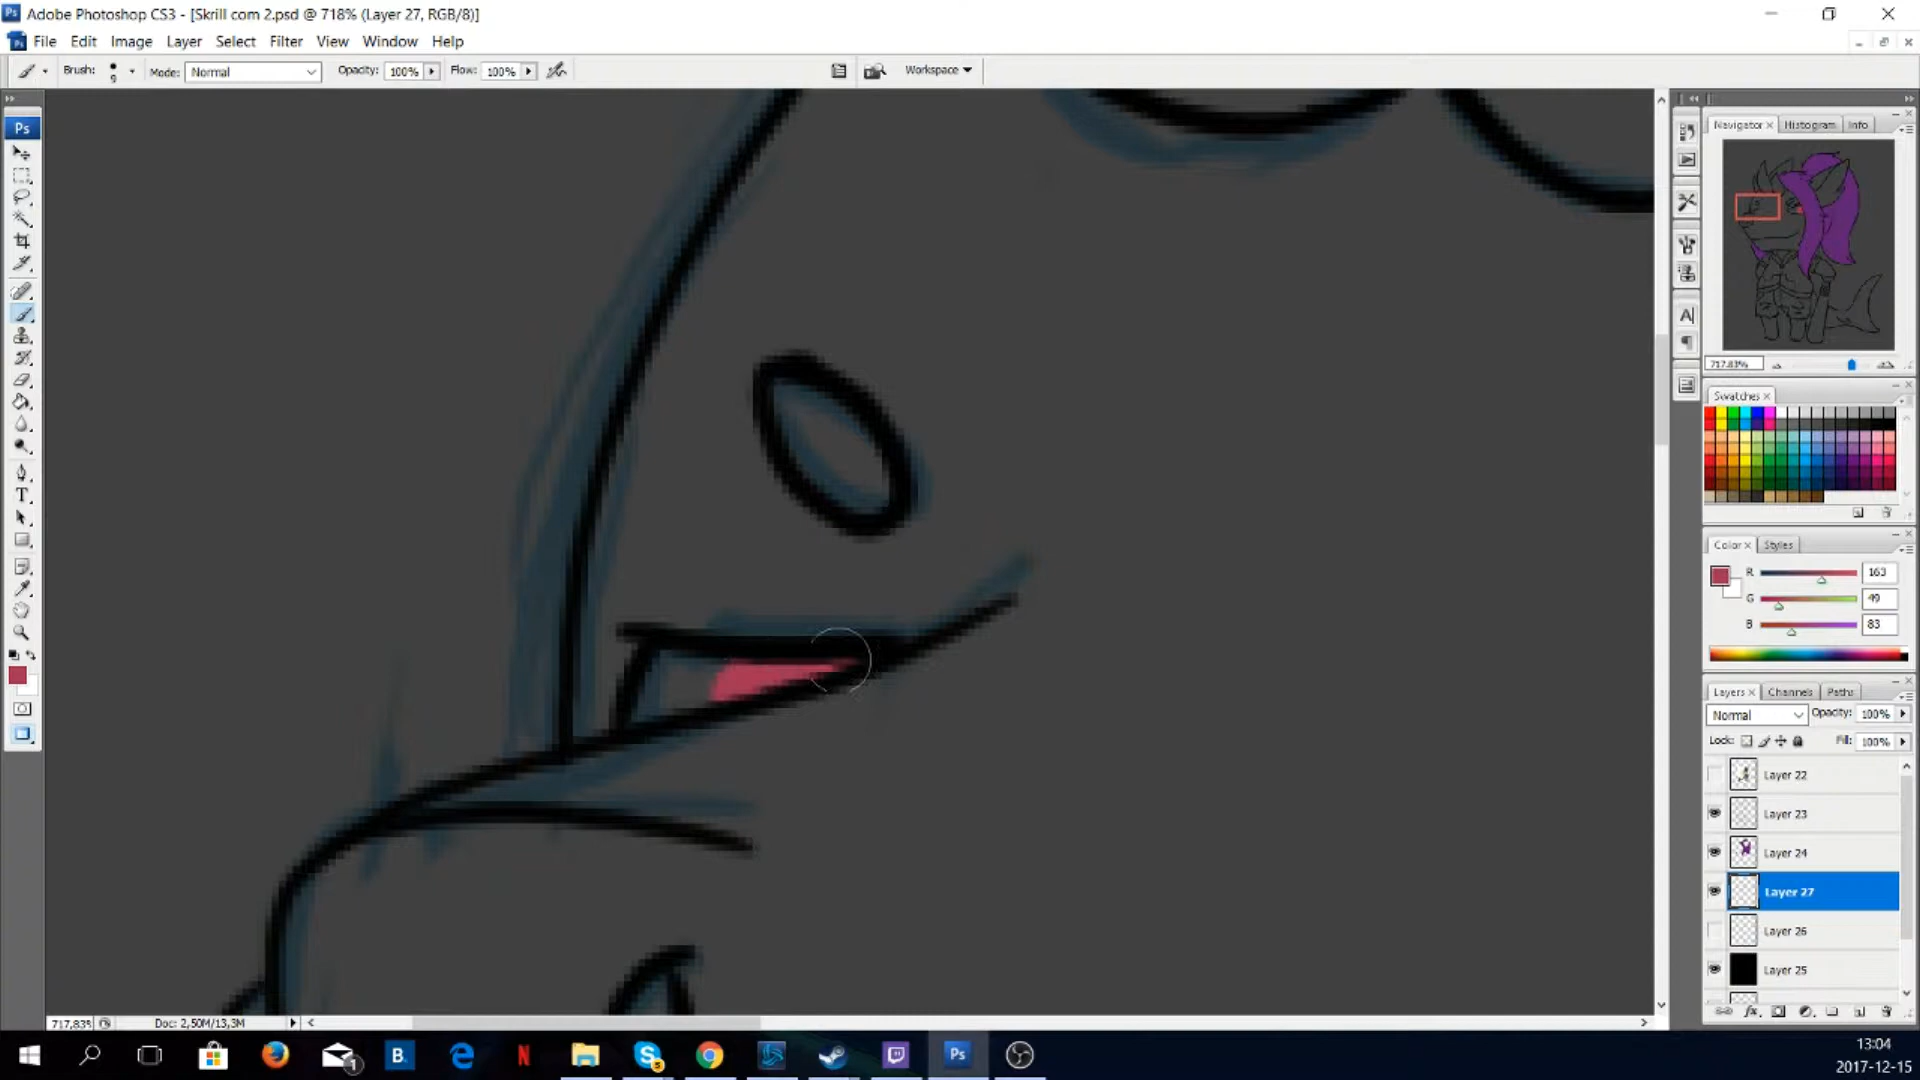 Adobe Photoshop CS3 - [Skrill com 2.psd @ 718% (Layer 27, RGB/8)]
File Edit Image Layer Select Filter View Window Help
Brush: 9 Mode: Normal Opacity: 100% Flow: 100% Workspace
Ps
Navigator Histogram Info
717.83%
Swatches
Color Styles
R 163
G 49
B 83
Layers Channels Paths
Normal Opacity: 100%
Lock: Fill: 100%
Layer 22
Layer 23
Layer 24
Layer 27
Layer 26
Layer 25
717,83% Doc: 2,50M/13,3M
13:04
2017-12-15